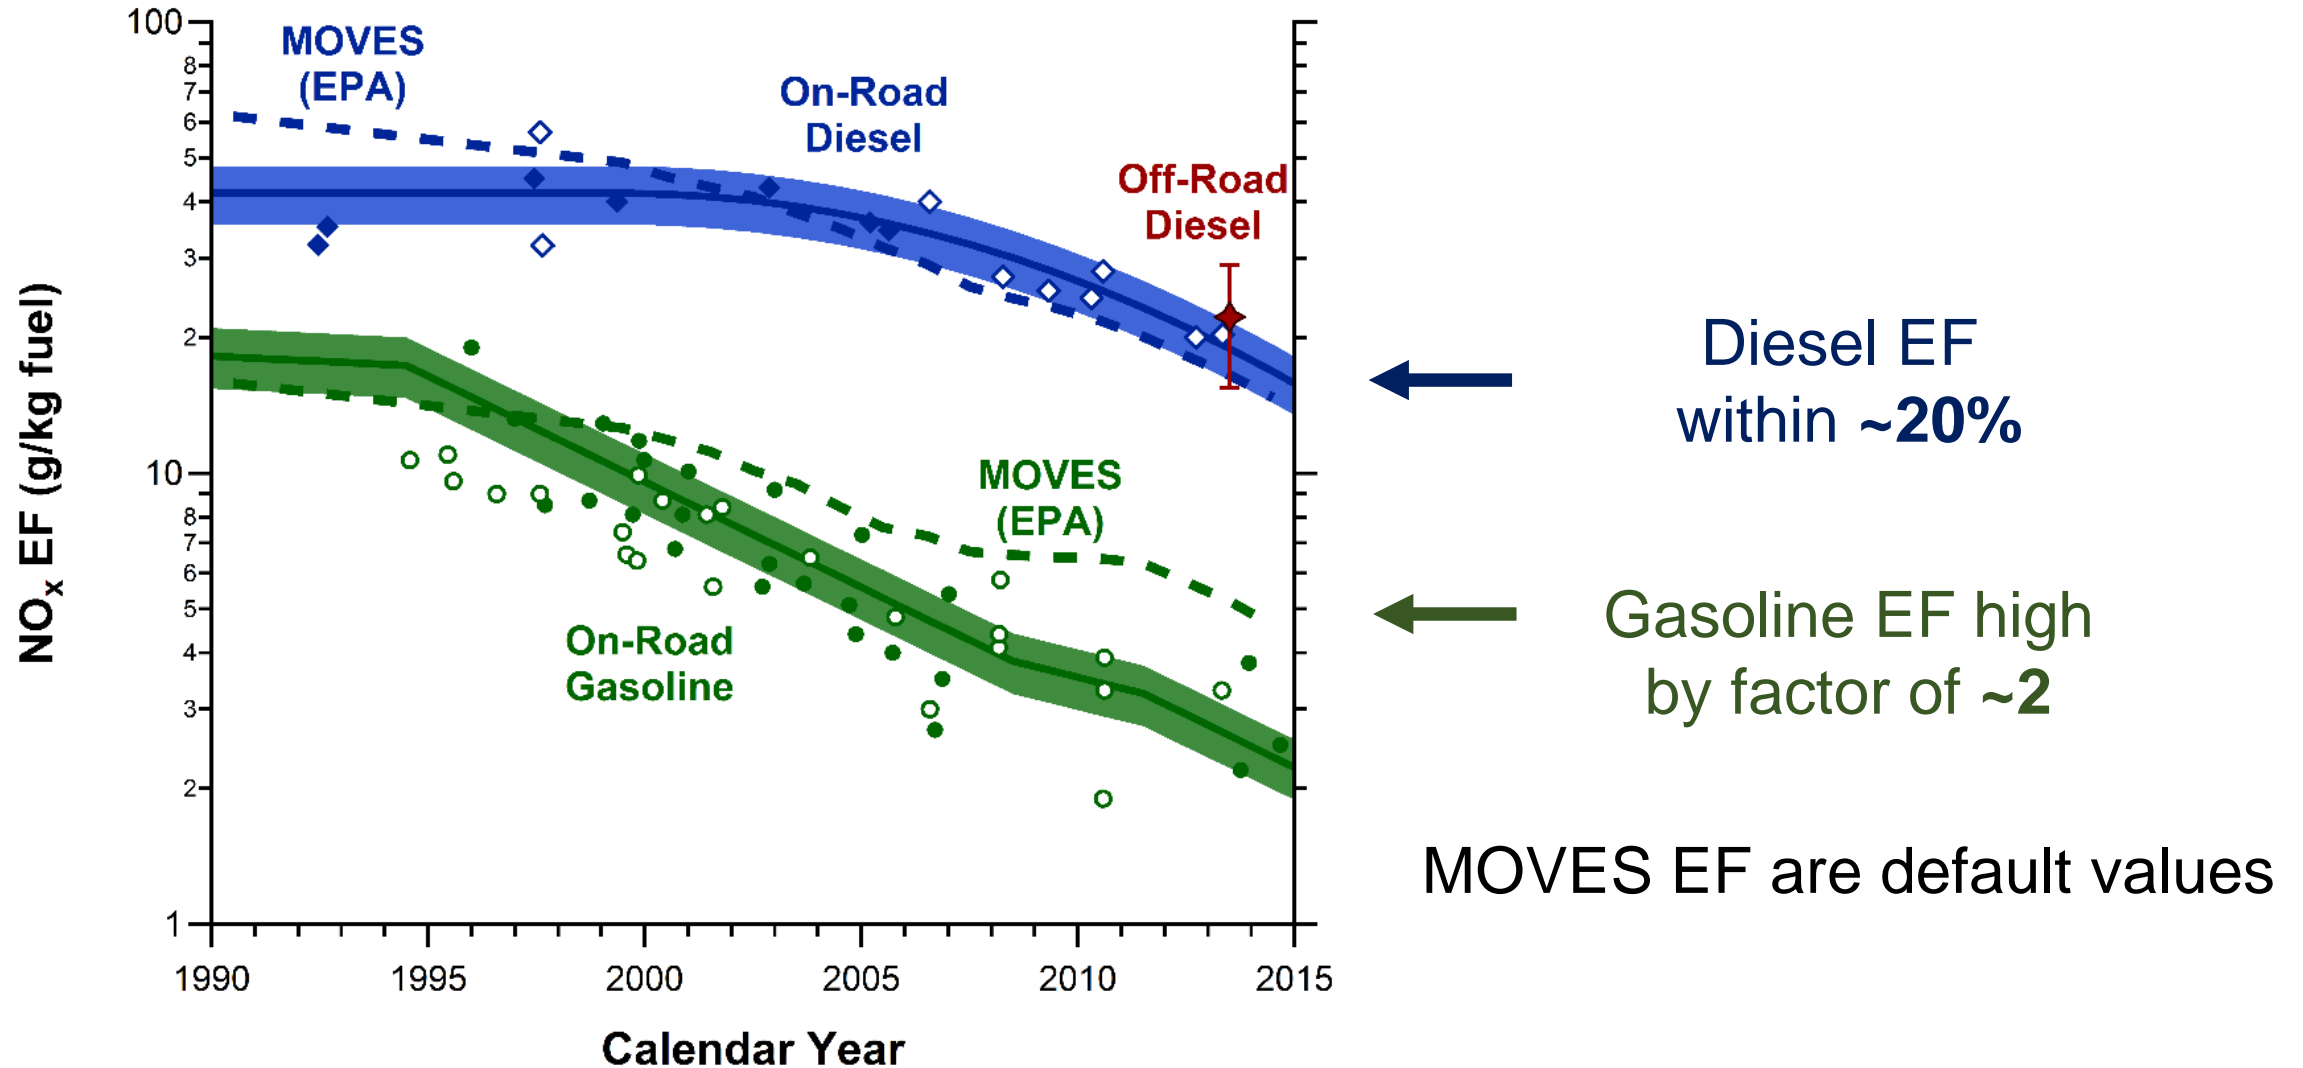 100
8
7
6
5
4
3
2
10
8
7
6
5
4
3
2
1
NOx EF (g/kg fuel)
MOVES
(EPA)
On-Road
Diesel
Off-Road
Diesel
MOVES
(EPA)
On-Road
Gasoline
1990
1995
2000
2005
2010
2015
Calendar Year
Diesel EF
within ~20%
Gasoline EF high
by factor of ~2
MOVES EF are default values